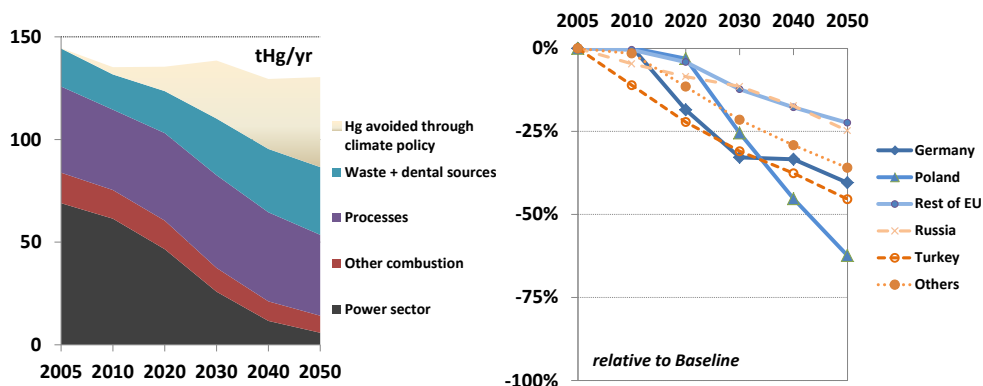 150
100
50
0
tHg/yr
2005 2010 2020 2030 2040 2050
Hg avoided through
climate policy
Waste + dental sources
Processes
Other combustion
Power sector
2005 2010 2020 2030 2040 2050
0%
-25%
-50%
-75%
-100%
relative to Baseline
Germany
Poland
Rest of EU
Russia
Turkey
Others